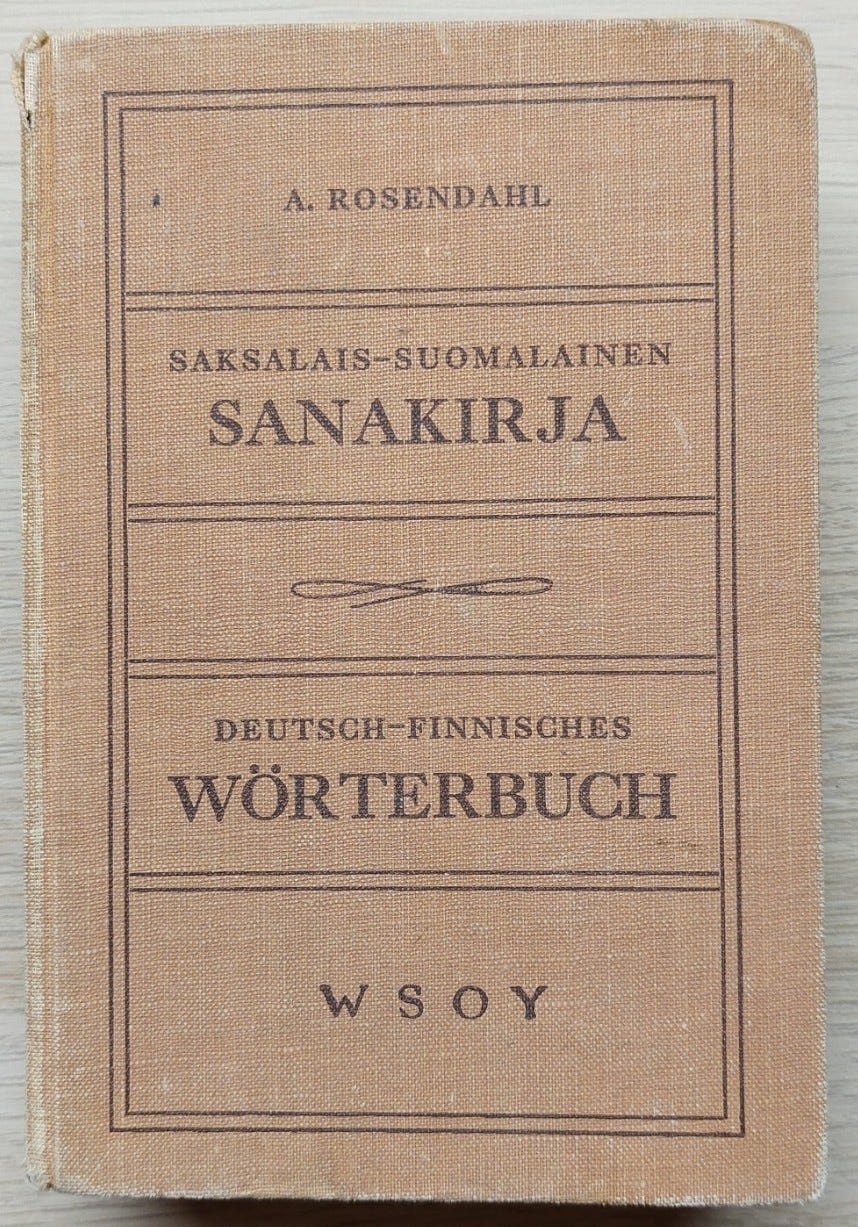 A. ROSENDAHL
SAKSALAIS-SUOMALAINEN
SANAKIRJA
DEUTSCH-FINNISCHES
WÖRTERBUCH
WSOY